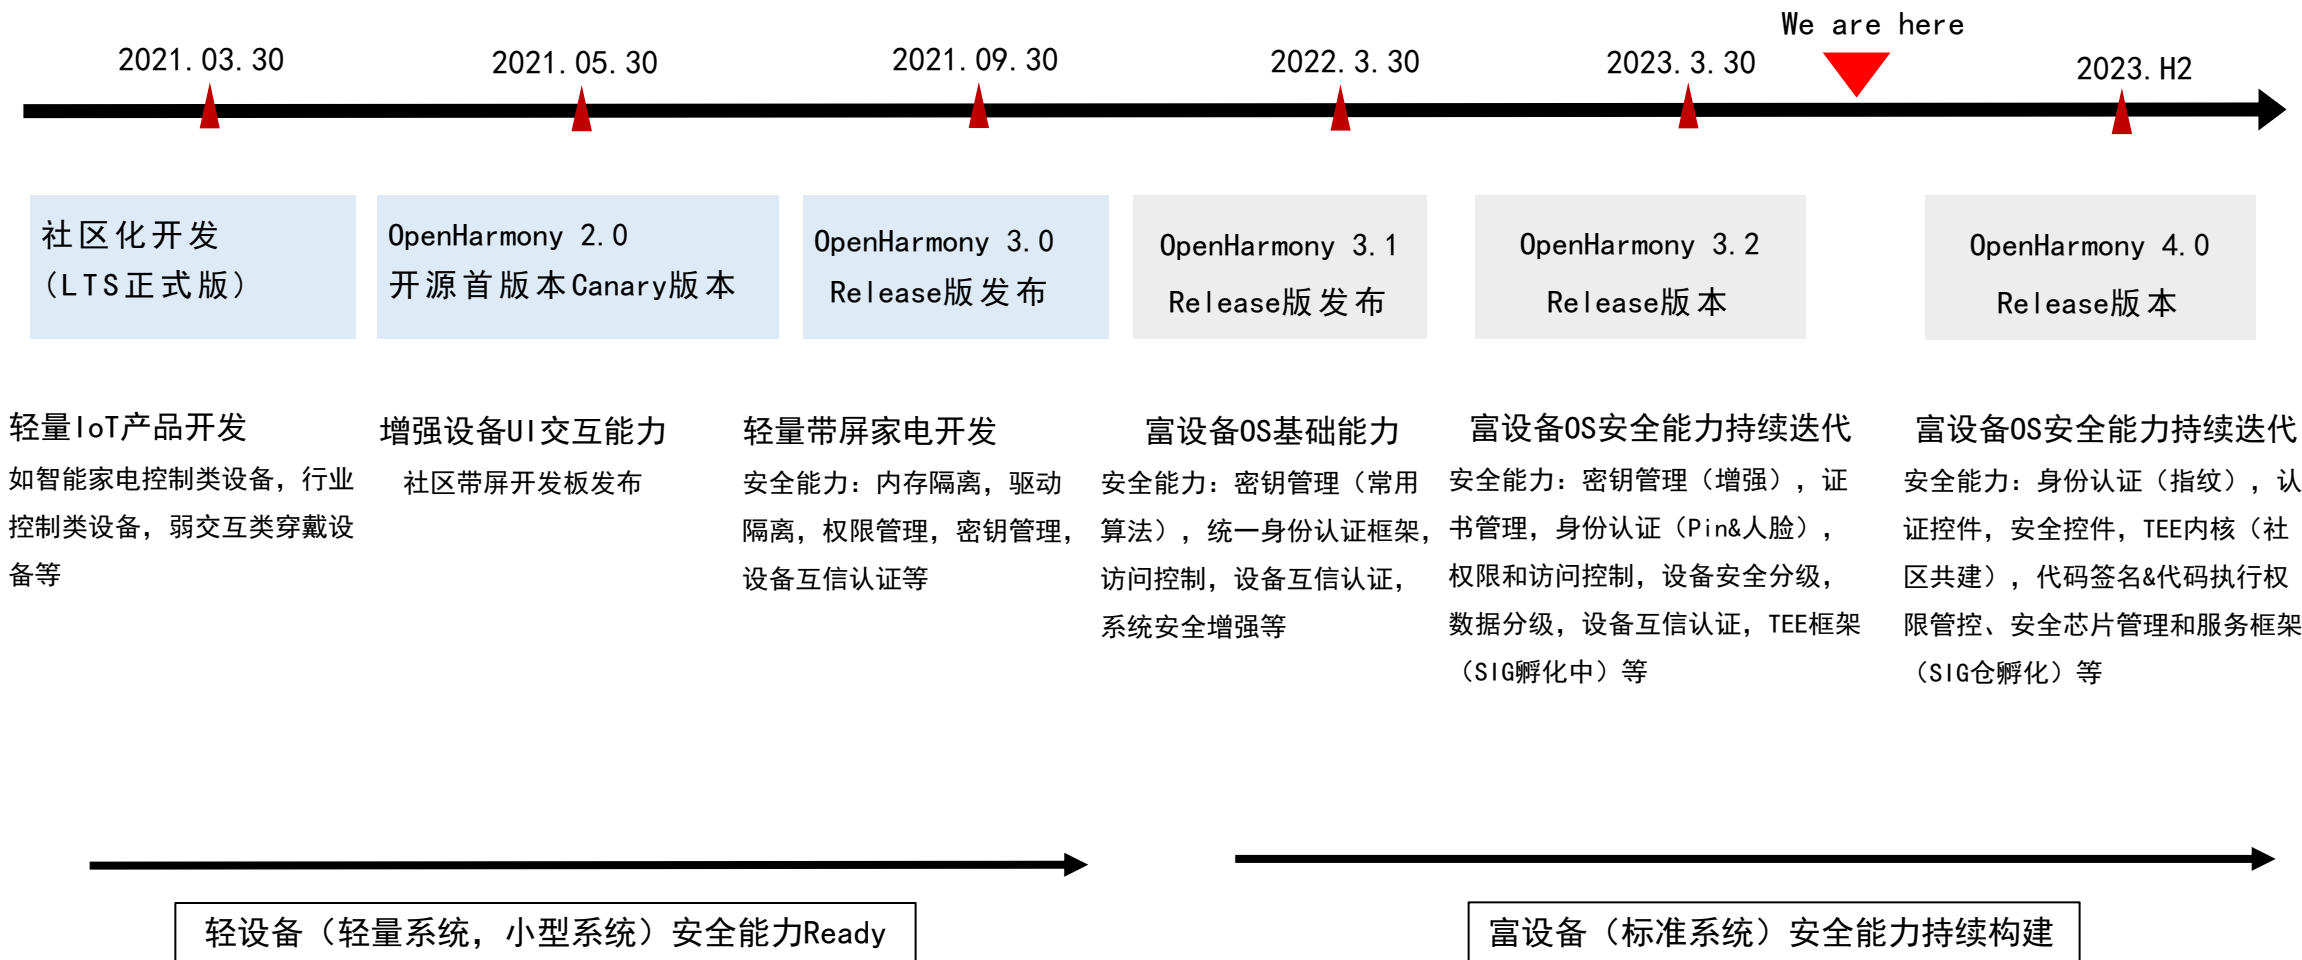 We are here
2021.03.30
2021.05.30
2021.09.30
2022.3.30
2023.3.30
2023.H2
社区化开发
（LTS正式版）
OpenHarmony 2.0
开源首版本Canary版本
OpenHarmony 3.0
Release版发布
OpenHarmony 3.1
Release版发布
OpenHarmony 3.2
Release版本
OpenHarmony 4.0
Release版本
轻量IoT产品开发
如智能家电控制类设备，行业
控制类设备，弱交互类穿戴设
备等
增强设备UI交互能力
社区带屏开发板发布
轻量带屏家电开发
安全能力：内存隔离，驱动
隔离，权限管理，密钥管理，
设备互信认证等
富设备OS基础能力
安全能力：密钥管理（常用
算法），统一身份认证框架，
访问控制，设备互信认证，
系统安全增强等
富设备OS安全能力持续迭代
安全能力：密钥管理（增强），证
书管理，身份认证（Pin&人脸），
权限和访问控制，设备安全分级，
数据分级，设备互信认证，TEE框架
（SIG孵化中）等
富设备OS安全能力持续迭代
安全能力：身份认证（指纹），认
证控件，安全控件，TEE内核（社
区共建），代码签名&代码执行权
限管控、安全芯片管理和服务框架
（SIG仓孵化）等
轻设备（轻量系统，小型系统）安全能力Ready
富设备（标准系统）安全能力持续构建